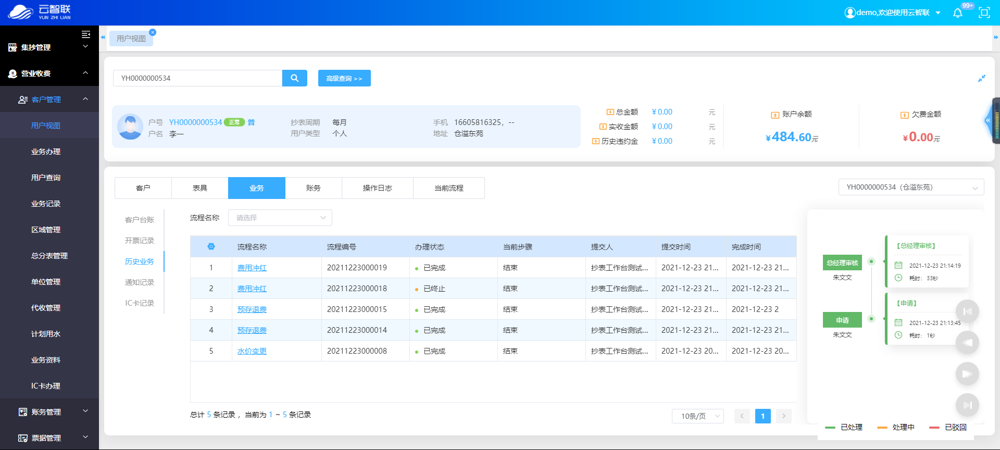 云智联
YUN ZHI LIAN
demo,欢迎使用云智联
99+
集抄管理
营业收费
客户管理
用户视图
业务办理
用户查询
业务记录
区域管理
总分表管理
单位管理
代收管理
计划用水
业务资料
IC卡办理
账务管理
票据管理
用户视图
YH0000000534
高级查询 >>
户号 YH0000000534 正常 普
抄表周期 每月
手机 16605816325，--
户名 李一
用户类型 个人
地址 仓溢东苑
总金额 ¥0.00 元
实收金额 ¥0.00 元
历史违约金 ¥0.00 元
账户余额
¥484.60元
欠费金额
¥0.00元
客户 表具 业务 账务 操作日志 当前流程
YH0000000534（仓溢东苑）
客户台账
开票记录
历史业务
通知记录
IC卡记录
流程名称 请选择
流程名称 流程编号 办理状态 当前步骤 提交人 提交时间 完成时间
1 费用冲红 20211223000019 已完成 结束 抄表工作台测试... 2021-12-23 21... 2021-12-23 21...
2 费用冲红 20211223000018 已终止 结束 抄表工作台测试... 2021-12-23 21... 2021-12-23 21...
3 预存退费 20211223000015 已完成 结束 抄表工作台测试... 2021-12-23 21... 2021-12-23 2
4 预存退费 20211223000014 已完成 结束 抄表工作台测试... 2021-12-23 21... 2021-12-23 21...
5 水价变更 20211223000008 已完成 结束 抄表工作台测试... 2021-12-23 20... 2021-12-23 20...
总计 5 条记录， 当前为 1 ~ 5 条记录
10条/页
1
总经理审核
朱文文
【总经理审核】
2021-12-23 21:14:19
耗时： 33秒
申请
朱文文
【申请】
2021-12-23 21:13:45
耗时： 1秒
已处理 处理中 已驳回